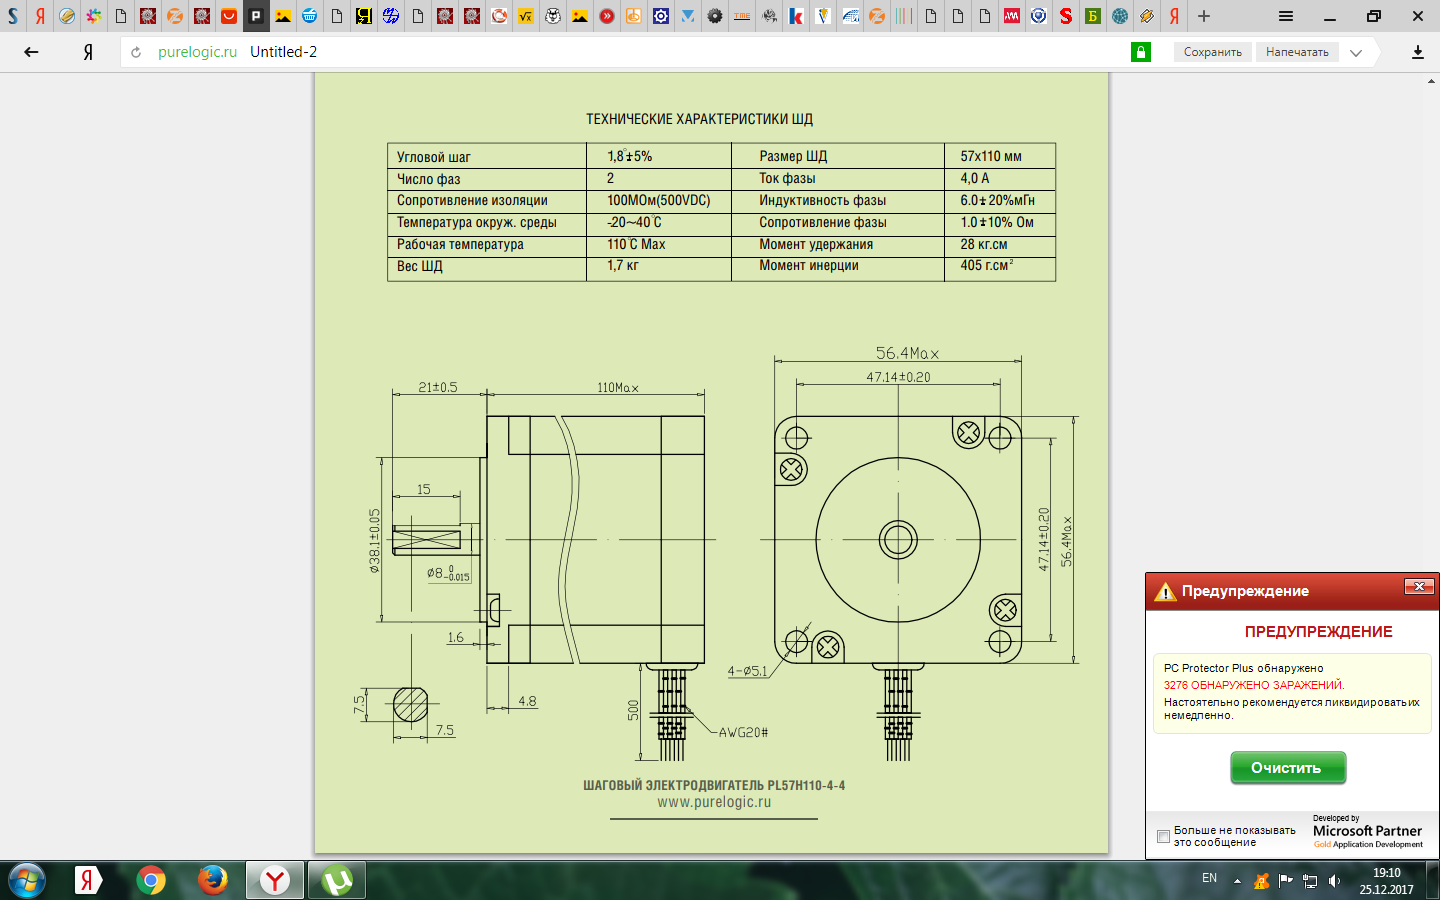 purelogic.ru Untitled-2
Сохранить Напечатать
ТЕХНИЧЕСКИЕ ХАРАКТЕРИСТИКИ ШД
Угловой шаг 1,8°±5% Размер ШД 57x110 мм
Число фаз 2 Ток фазы 4,0 А
Сопротивление изоляции 100МОм(500VDC) Индуктивность фазы 6.0±20%мГн
Температура окруж. среды -20~40°С Сопротивление фазы 1.0±10% Ом
Рабочая температура 110°С Max Момент удержания 28 кг.см
Вес ШД 1,7 кг Момент инерции 405 г.см²
56.4Max
47.14±0.20
21±0.5 110Max
15
ø38.1±0.05
ø8 0 -0.015
1.6
4.8
7.5
7.5
500
AWG20#
4-ø5.1
47.14±0.20
56.4Max
ШАГОВЫЙ ЭЛЕКТРОДВИГАТЕЛЬ PL57H110-4-4
www.purelogic.ru
Предупреждение
ПРЕДУПРЕЖДЕНИЕ
PC Protector Plus обнаружено
3276 ОБНАРУЖЕНО ЗАРАЖЕНИЙ.
Настоятельно рекомендуется ликвидировать их
немедленно.
Очистить
Больше не показывать
это сообщение
Developed by
Microsoft Partner
Gold Application Development
EN
19:10
25.12.2017